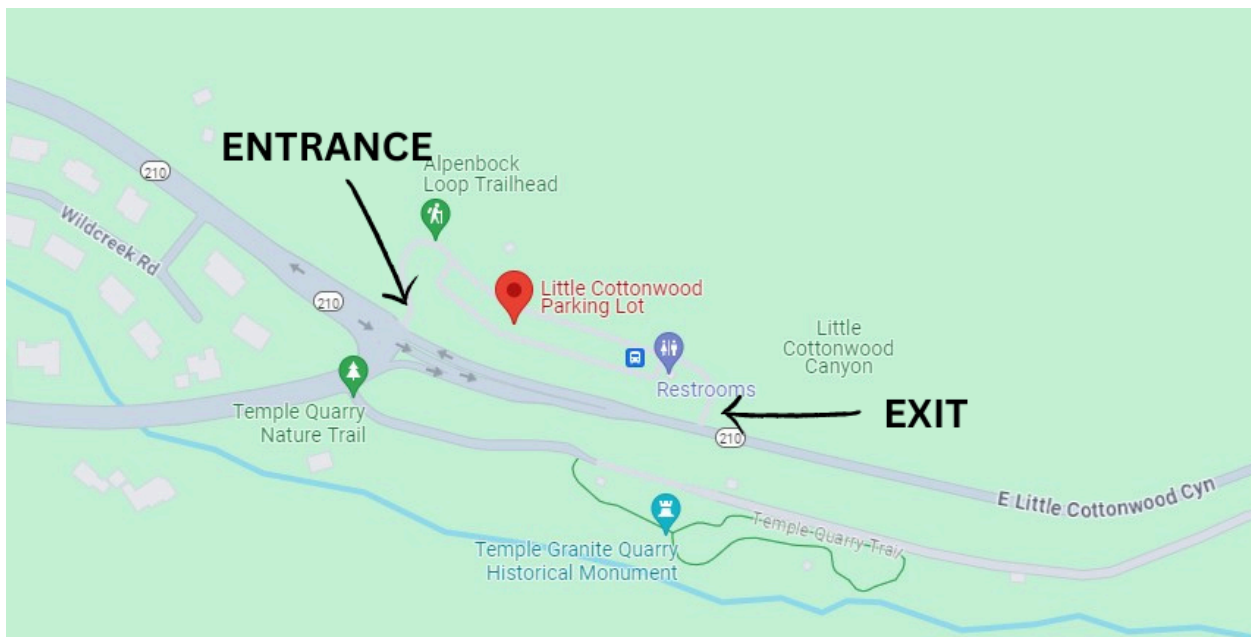 210
ENTRANCE
Alpenbock
Loop Trailhead
Wildcreek Rd
210
Little Cottonwood
Parking Lot
Little
Cottonwood
Canyon
Restrooms
Temple Quarry
Nature Trail
EXIT
210
E Little Cottonwood Cyn
Temple Quarry Trail
Temple Granite Quarry
Historical Monument